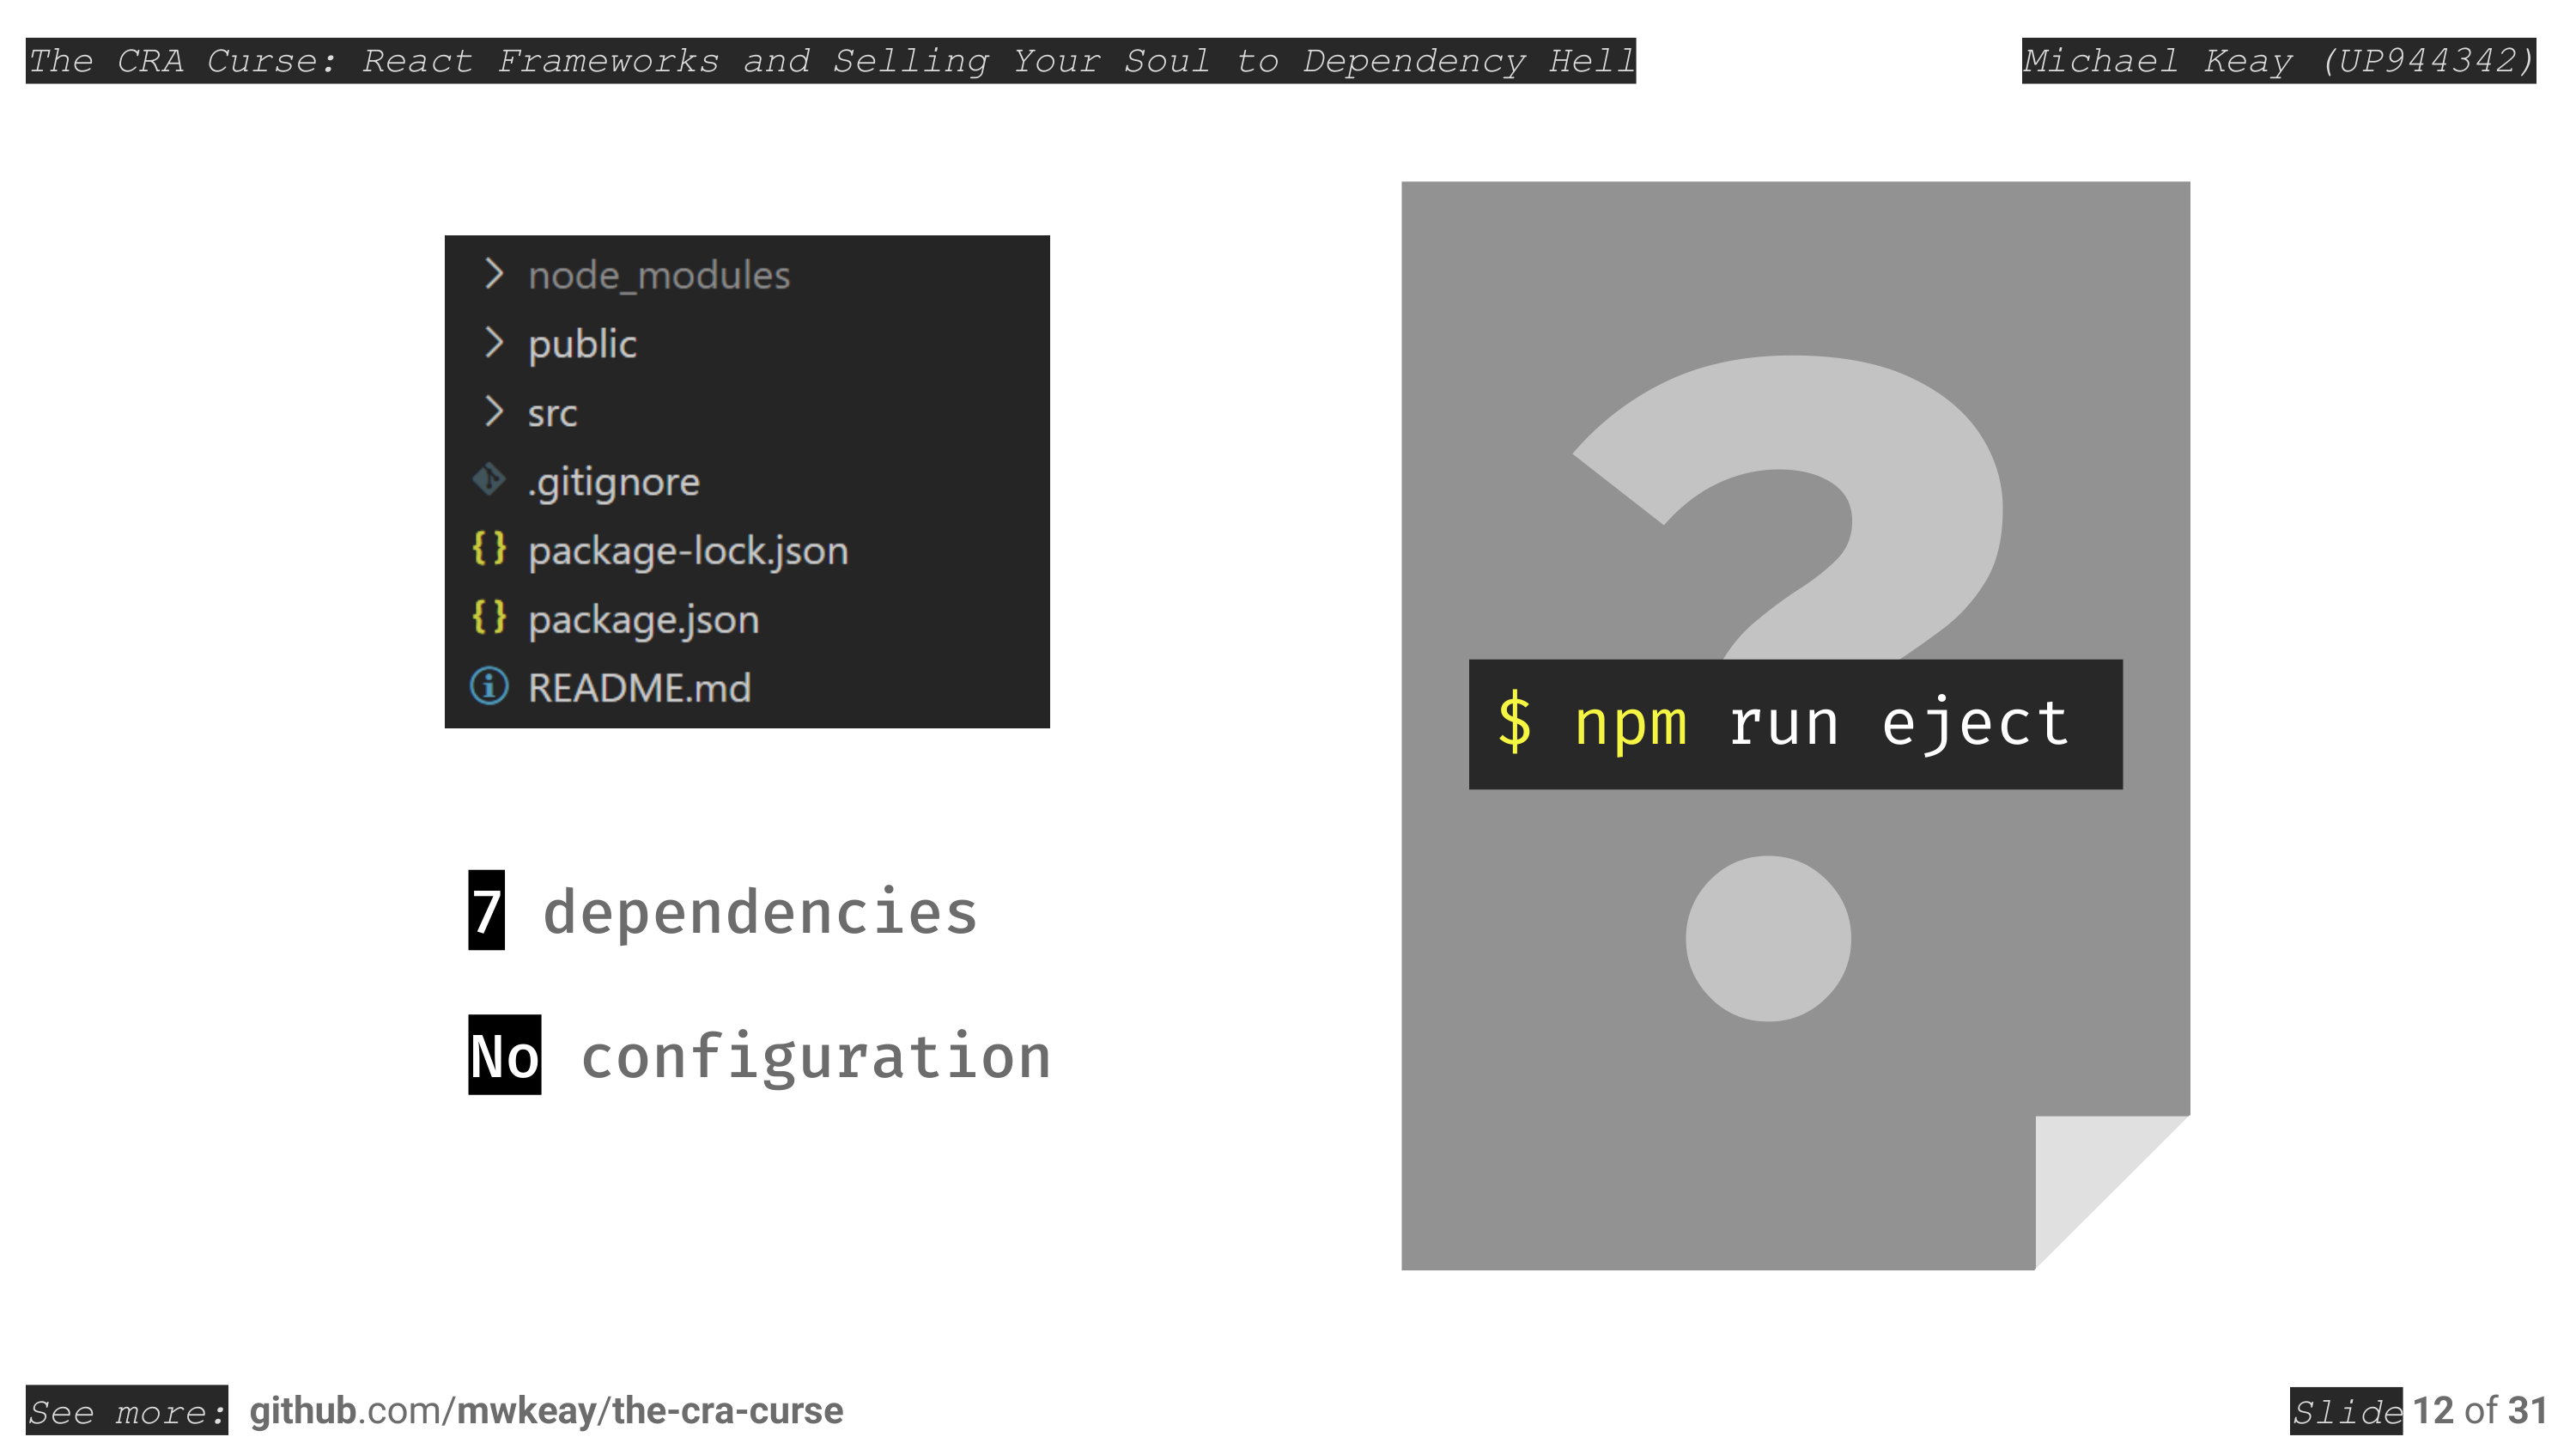 The CRA Curse: React Frameworks and Selling Your Soul to Dependency Hell
Michael Keay (UP944342)
node_modules
public
src
.gitignore
package-lock.json
package.json
README.md
7 dependencies
No configuration
?
$ npm run eject
See more: github.com/mwkeay/the-cra-curse
Slide 12 of 31